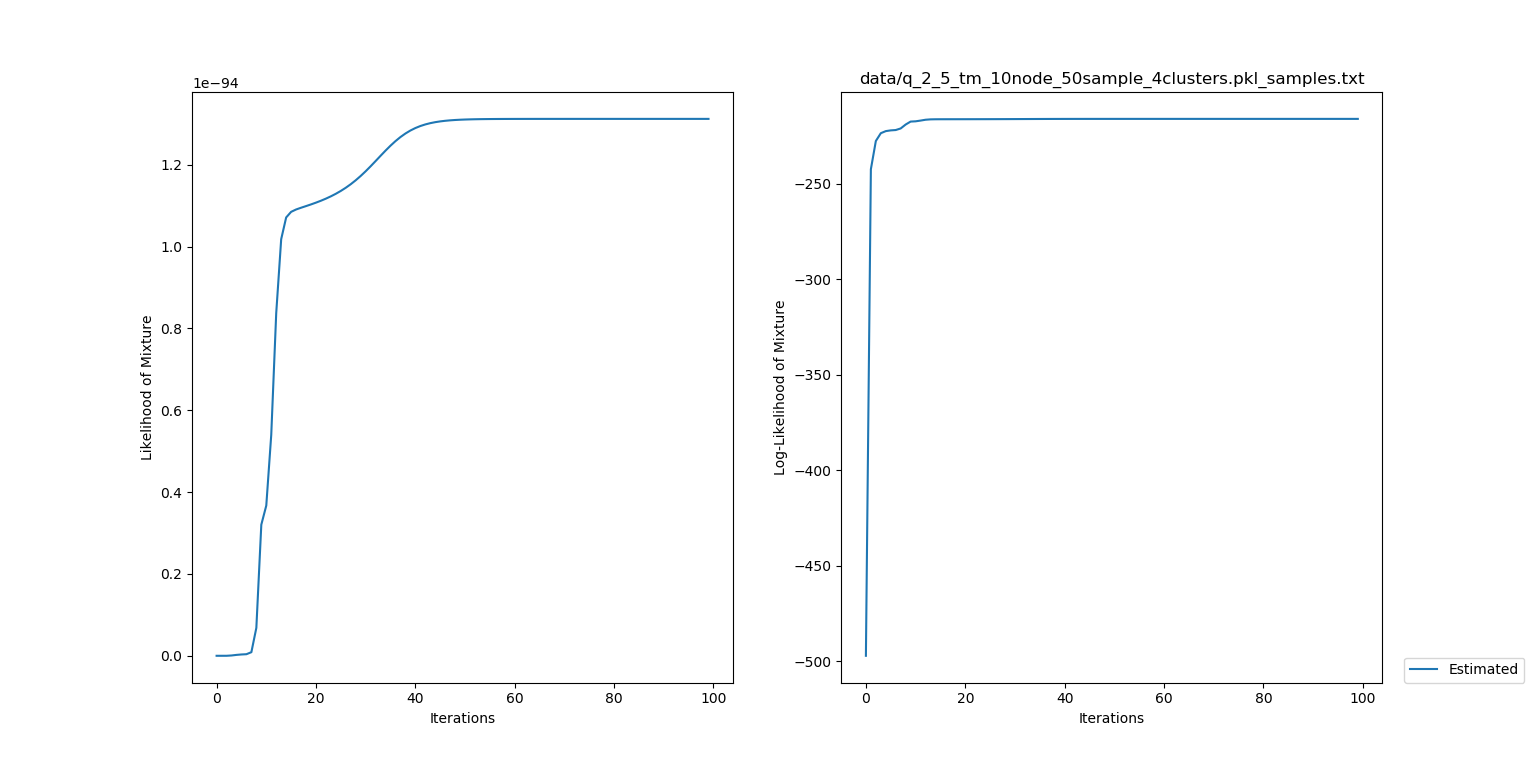 1e−94
1.2
1.0
0.8
0.6
0.4
0.2
0.0
0 20 40 60 80 100
Iterations
Likelihood of Mixture
data/q_2_5_tm_10node_50sample_4clusters.pkl_samples.txt
−250
−300
−350
−400
−450
−500
0 20 40 60 80 100
Iterations
Log-Likelihood of Mixture
Estimated